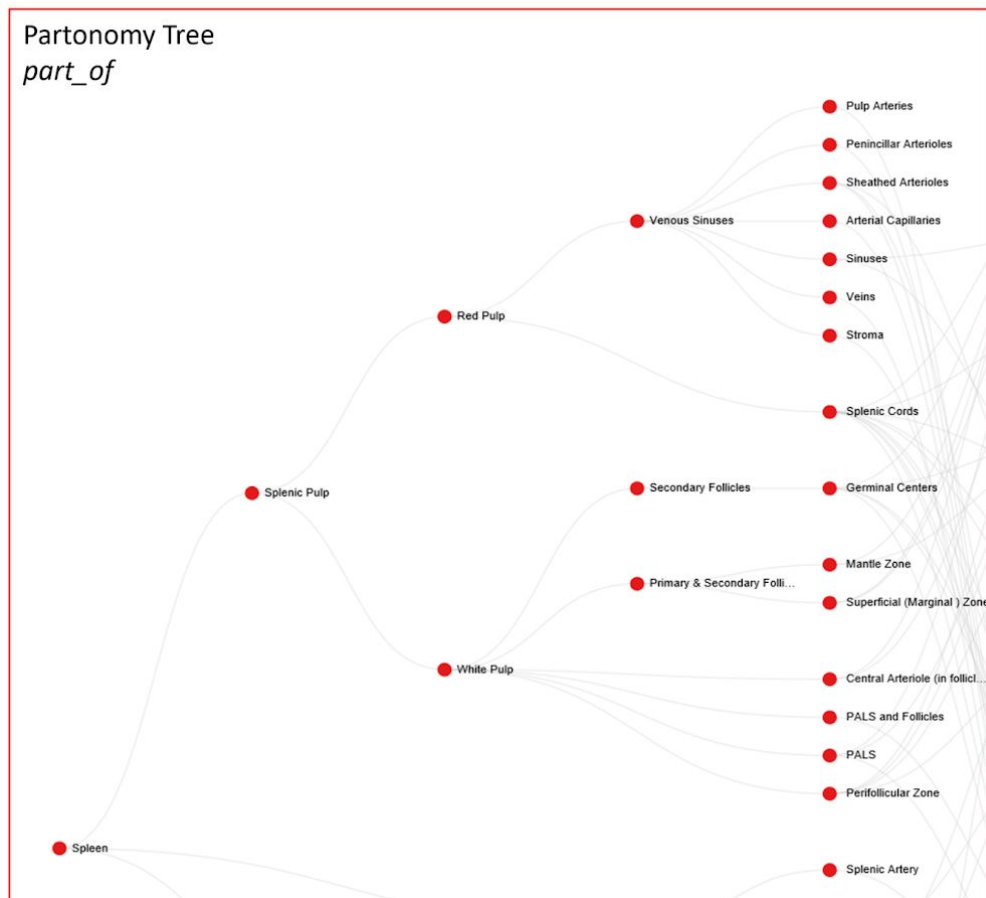 Partonomy Tree
part_of
Pulp Arteries
Penincillar Arterioles
Sheathed Arterioles
Venous Sinuses
Arterial Capillaries
Sinuses
Veins
Red Pulp
Stroma
Splenic Cords
Secondary Follicles
Germinal Centers
Splenic Pulp
Mantle Zone
Primary & Secondary Folli...
Superficial (Marginal ) Zone
White Pulp
Central Arteriole (in follicl...
PALS and Follicles
PALS
Perifollicular Zone
Spleen
Splenic Artery